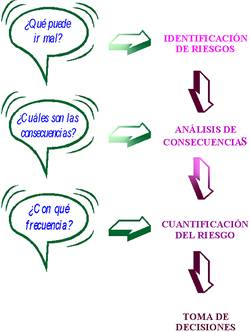 ¿Qué puede
ir mal?
IDENTIFICACIÓN
DE RIESGOS
¿Cuáles son las
consecuencias?
ANÁLISIS DE
CONSECUENCIAS
¿Con qué
frecuencia?
CUANTIFICACIÓN
DEL RIESGO
TOMA DE
DECISIONES